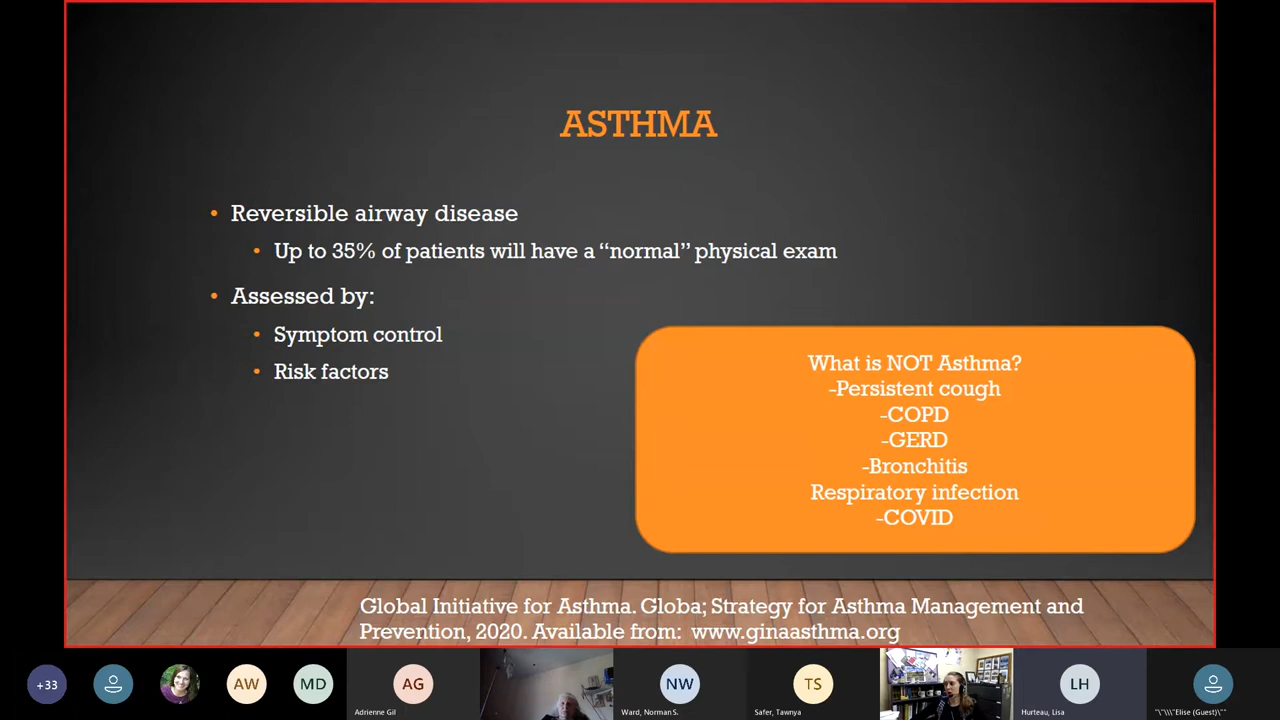 ASTHMA
• Reversible airway disease
• Up to 35% of patients will have a “normal” physical exam
• Assessed by:
• Symptom control
• Risk factors
What is NOT Asthma?
-Persistent cough
-COPD
-GERD
-Bronchitis
Respiratory infection
-COVID
Global Initiative for Asthma. Globa; Strategy for Asthma Management and
Prevention, 2020. Available from: www.ginaasthma.org
+33
AW
MD
AG
NW
TS
LH
Adrienne Gil
Ward, Norman S.
Safer, Tawnya
Hurteau, Lisa
"\"\\\"Elise (Guest)\""